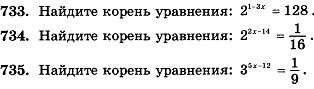 733. Найдите корень уравнения: 2^{1−3x} = 128.
734. Найдите корень уравнения: 2^{2x−14} = 1/16.
735. Найдите корень уравнения: 3^{5x−12} = 1/9.